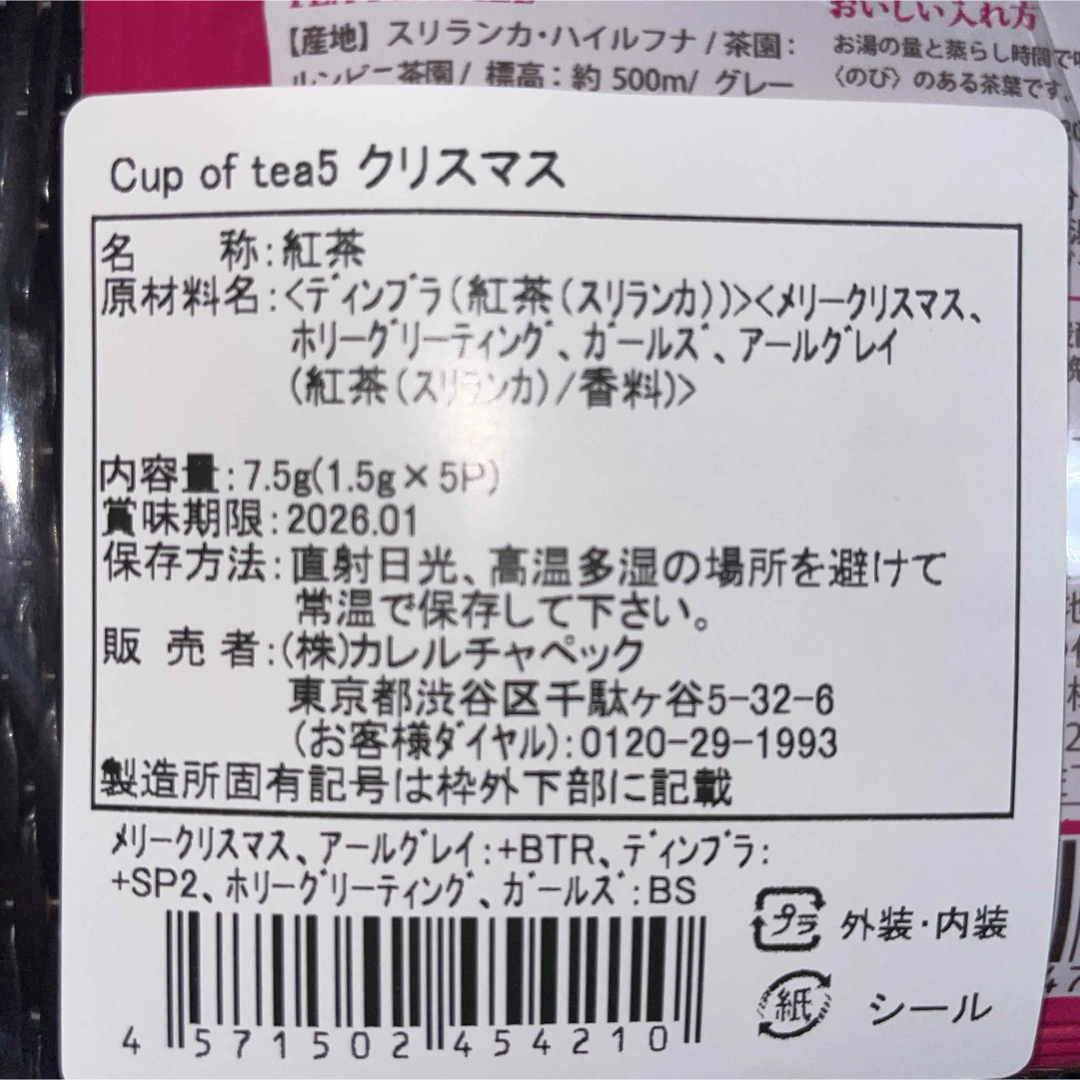 おいしい入れ方
【産地】スリランカ・ハイルフナ / 茶園：
お湯の量と蒸らし時間で
ルンビニ茶園 / 標高：約 500m/ グレー
〈のび〉のある茶葉です。
Cup of tea5 クリスマス
名　　称:紅茶
原材料名:<ﾃﾞｨﾝﾌﾞﾗ(紅茶(ｽﾘﾗﾝｶ))><ﾒﾘｰｸﾘｽﾏｽ、
ﾎﾘｰｸﾞﾘｰﾃｨﾝｸﾞ、ｶﾞｰﾙｽﾞ、ｱｰﾙｸﾞﾚｲ
(紅茶(ｽﾘﾗﾝｶ)/香料)>
内容量:7.5g(1.5g×5P)
賞味期限:2026.01
保存方法:直射日光、高温多湿の場所を避けて
常温で保存して下さい。
販 売 者:(株)カレルチャペック
東京都渋谷区千駄ヶ谷5-32-6
(お客様ﾀﾞｲﾔﾙ):0120-29-1993
製造所固有記号は枠外下部に記載
ﾒﾘｰｸﾘｽﾏｽ、ｱｰﾙｸﾞﾚｲ:+BTR、ﾃﾞｨﾝﾌﾞﾗ:
+SP2、ﾎﾘｰｸﾞﾘｰﾃｨﾝｸﾞ、ｶﾞｰﾙｽﾞ:BS
プラ 外装・内装
紙 シール
4 571502 454210